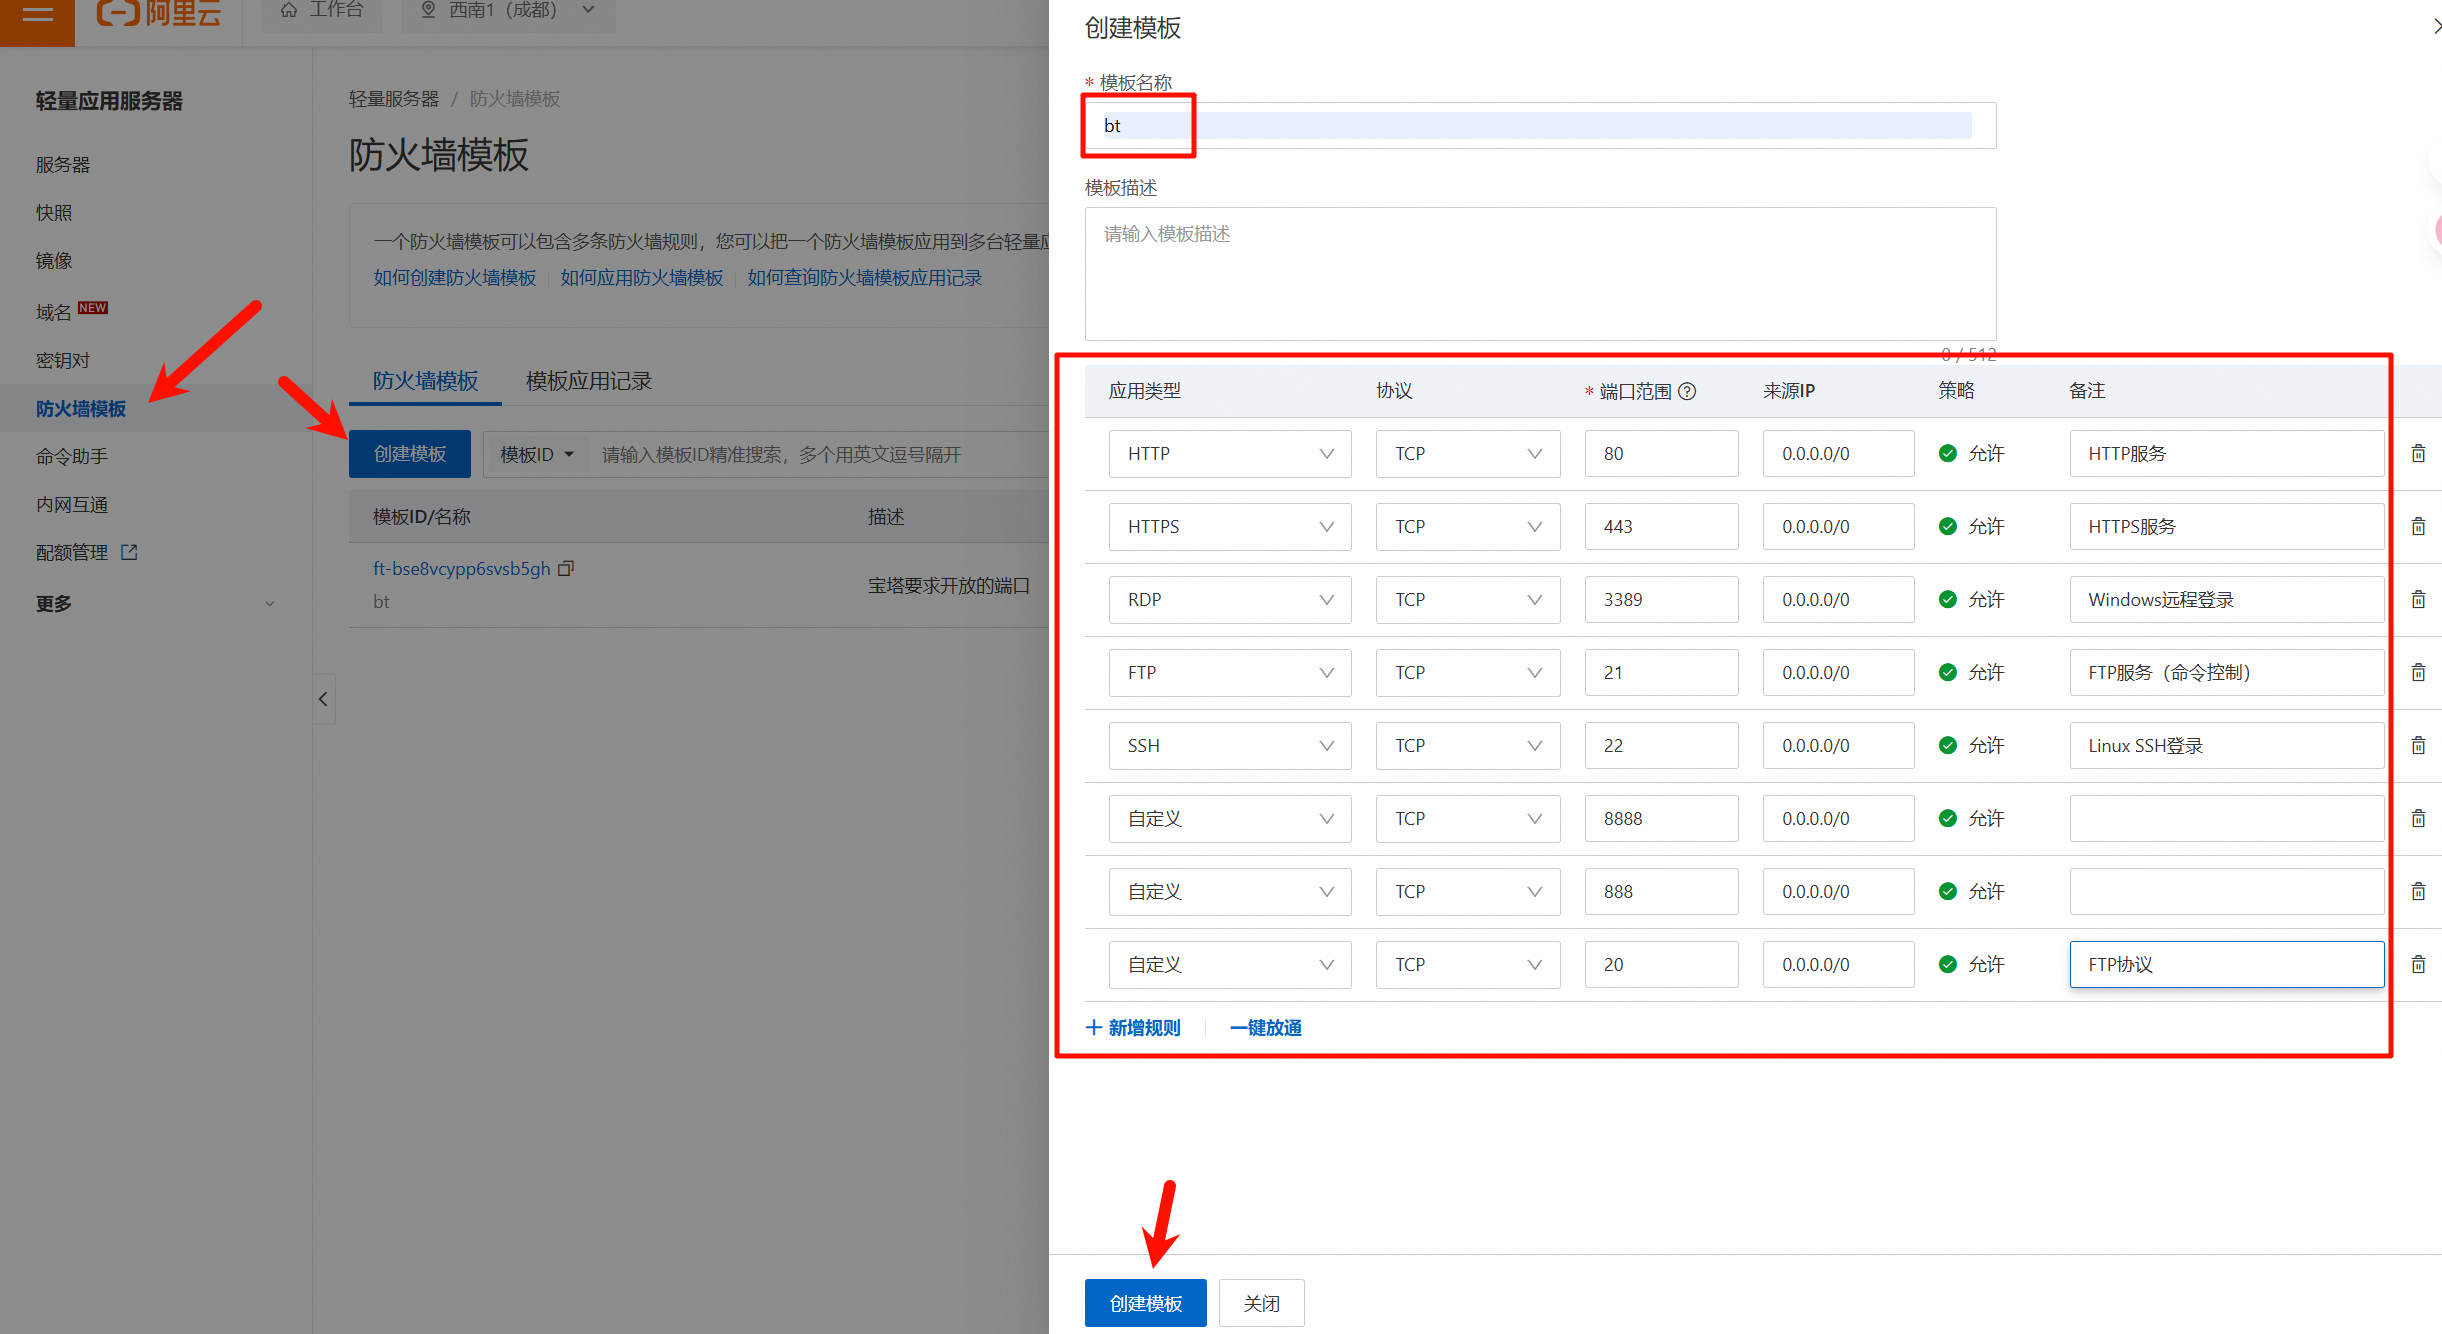 阿里云
工作台
西南1（成都）
轻量应用服务器
服务器
快照
镜像
域名 NEW
密钥对
防火墙模板
命令助手
内网互通
配额管理
更多
轻量服务器 / 防火墙模板
防火墙模板
一个防火墙模板可以包含多条防火墙规则，您可以把一个防火墙模板应用到多台轻量应
如何创建防火墙模板 如何应用防火墙模板 如何查询防火墙模板应用记录
防火墙模板 模板应用记录
创建模板 模板ID 请输入模板ID精准搜索，多个用英文逗号隔开
模板ID/名称 描述
ft-bse8vcypp6svsb5gh
bt
宝塔要求开放的端口
创建模板
* 模板名称
bt
模板描述
请输入模板描述
0 / 512
应用类型 协议 * 端口范围 来源IP 策略 备注
HTTP TCP 80 0.0.0.0/0 允许 HTTP服务
HTTPS TCP 443 0.0.0.0/0 允许 HTTPS服务
RDP TCP 3389 0.0.0.0/0 允许 Windows远程登录
FTP TCP 21 0.0.0.0/0 允许 FTP服务（命令控制）
SSH TCP 22 0.0.0.0/0 允许 Linux SSH登录
自定义 TCP 8888 0.0.0.0/0 允许
自定义 TCP 888 0.0.0.0/0 允许
自定义 TCP 20 0.0.0.0/0 允许 FTP协议
新增规则 一键放通
创建模板 关闭